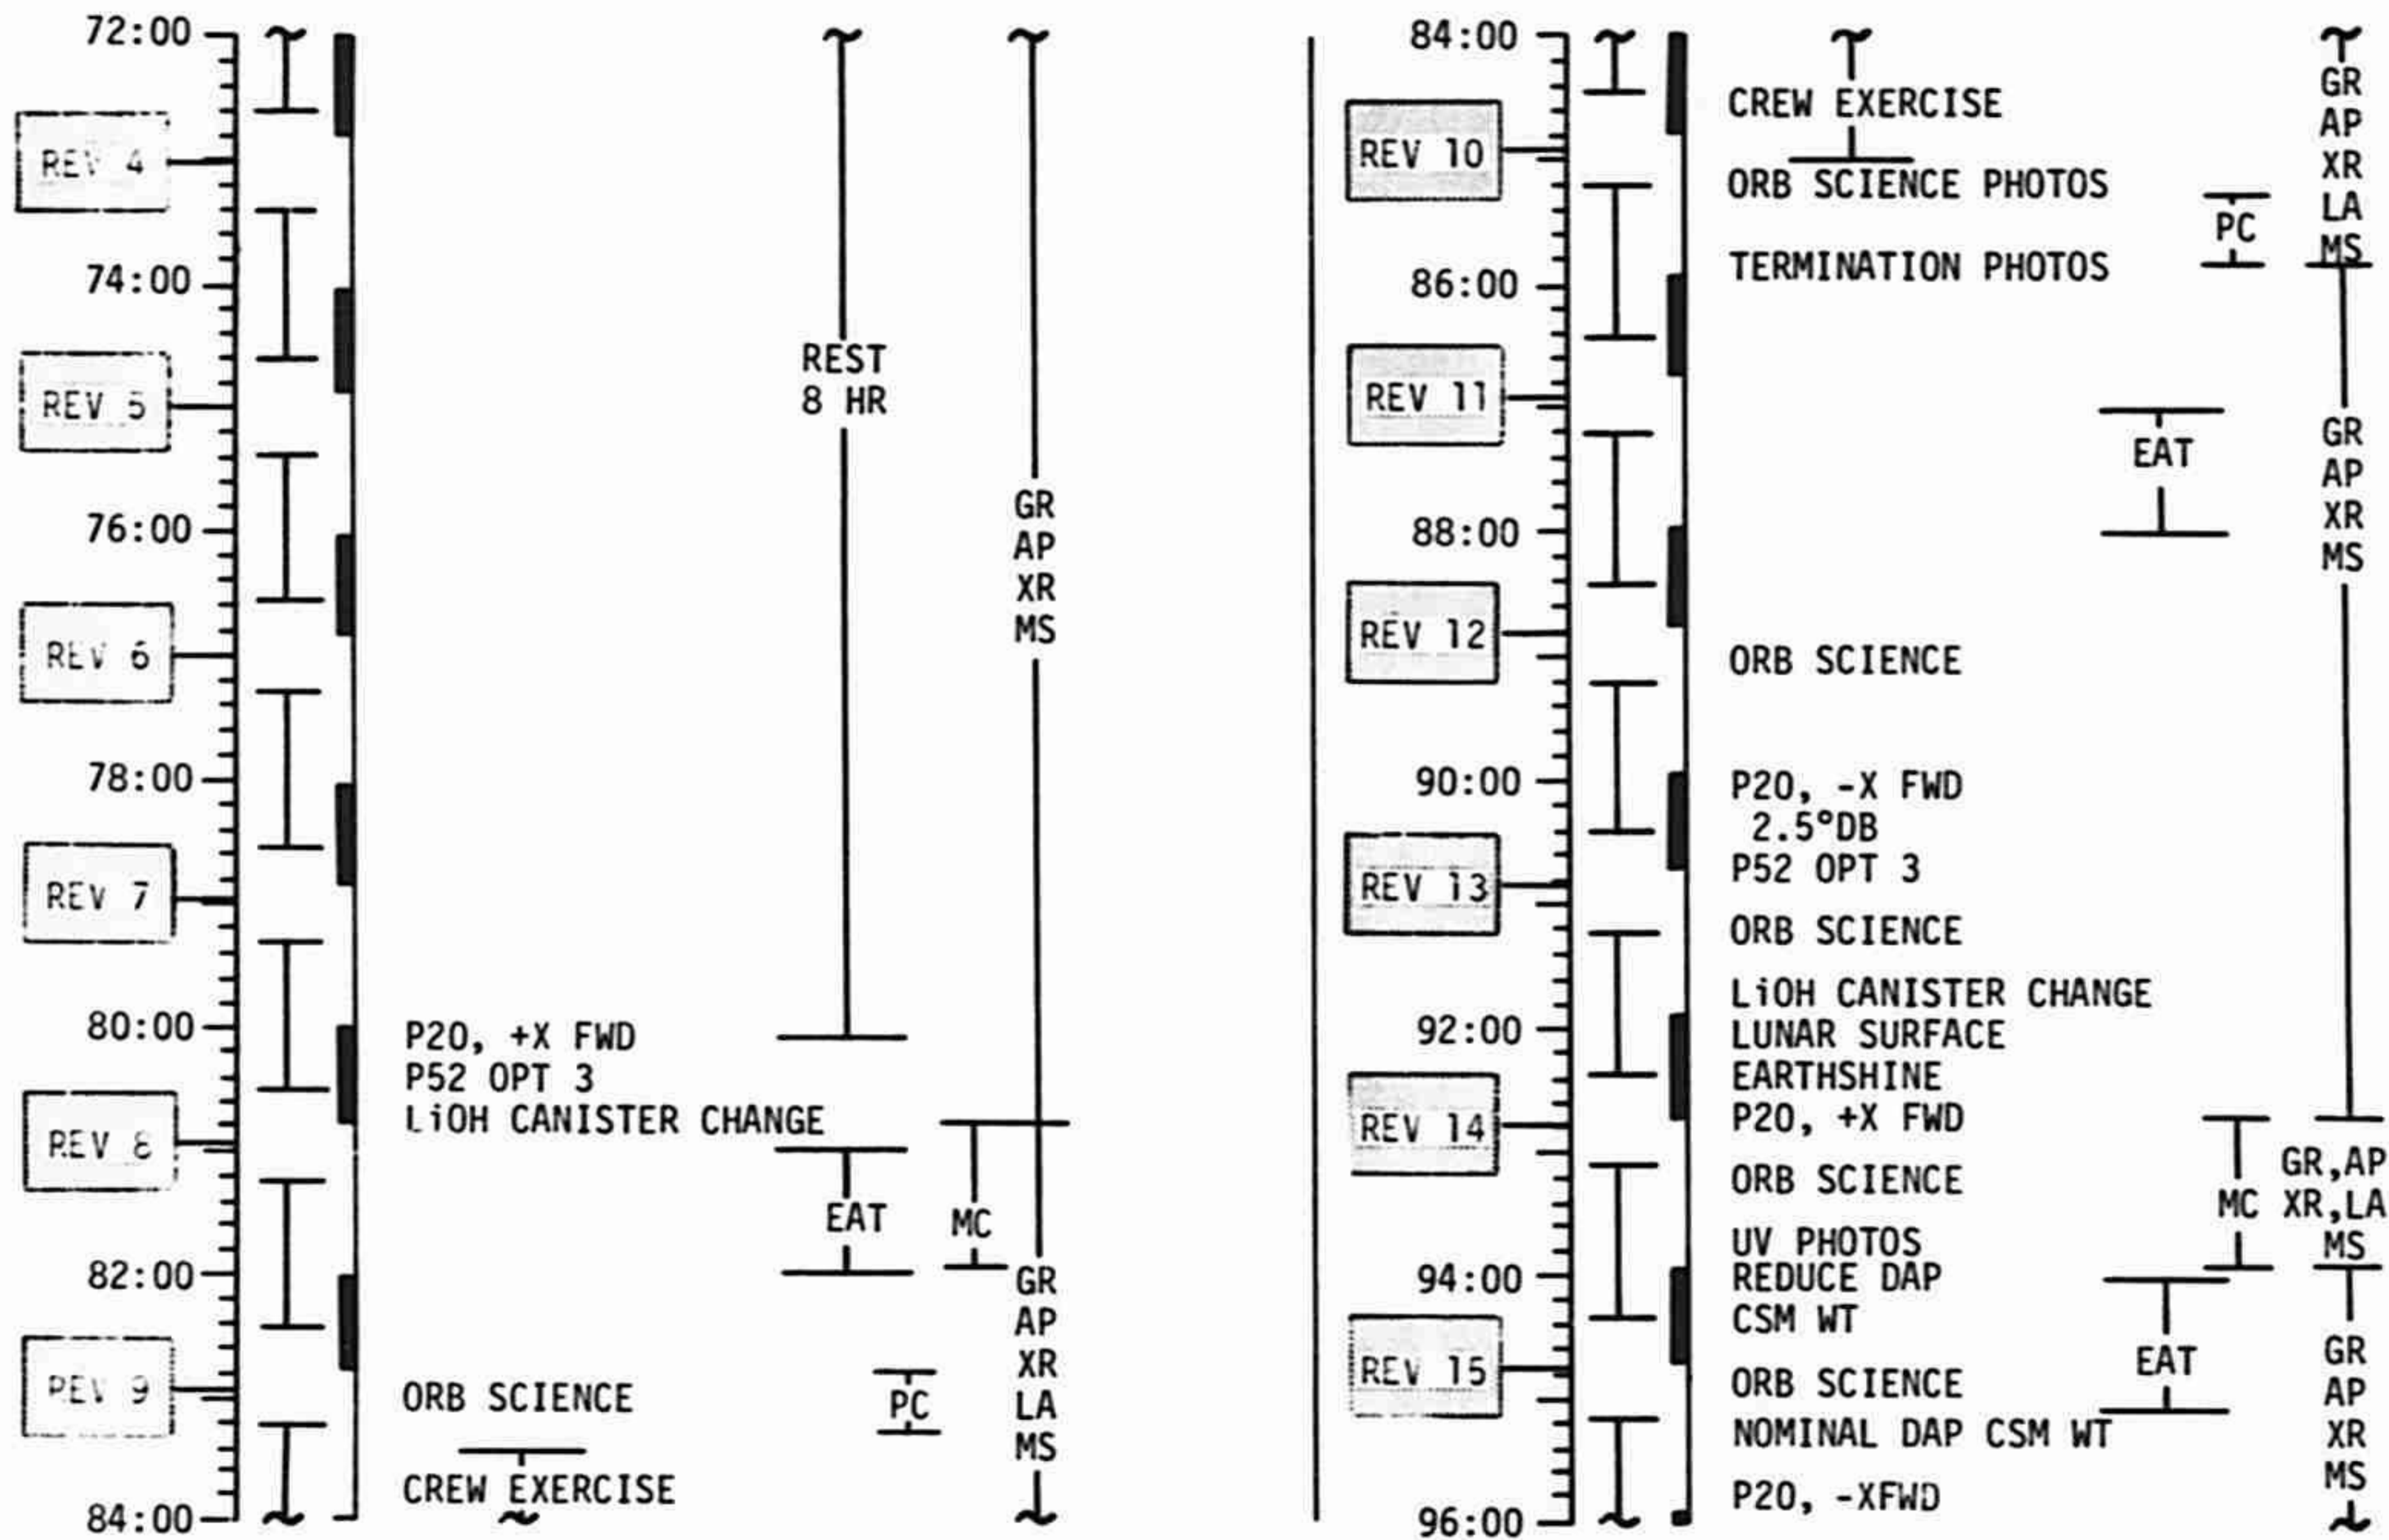 72:00
REV 4
74:00
REV 5
REST
8 HR
GR
AP
XR
MS
76:00
REV 6
78:00
REV 7
80:00
P20, +X FWD
P52 OPT 3
LiOH CANISTER CHANGE
REV 8
EAT
MC
82:00
GR
AP
XR
LA
MS
REV 9
ORB SCIENCE
PC
CREW EXERCISE
84:00
84:00
CREW EXERCISE
GR
AP
XR
LA
MS
REV 10
ORB SCIENCE PHOTOS
PC
TERMINATION PHOTOS
86:00
REV 11
EAT
GR
AP
XR
MS
88:00
REV 12
ORB SCIENCE
90:00
P20, -X FWD
2.5°DB
P52 OPT 3
REV 13
ORB SCIENCE
LiOH CANISTER CHANGE
92:00
LUNAR SURFACE
EARTHSHINE
P20, +X FWD
REV 14
ORB SCIENCE
MC
GR,AP
XR,LA
MS
UV PHOTOS
94:00
REDUCE DAP
CSM WT
REV 15
EAT
GR
AP
XR
MS
ORB SCIENCE
NOMINAL DAP CSM WT
P20, -XFWD
96:00